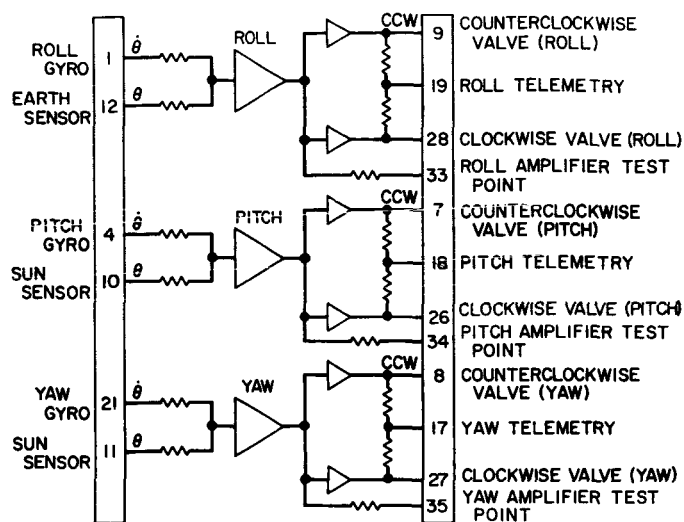 CCW
9 COUNTERCLOCKWISE
VALVE (ROLL)
ROLL
GYRO
1
θ̇
ROLL
19 ROLL TELEMETRY
EARTH
SENSOR
12
θ
28 CLOCKWISE VALVE (ROLL)
33 ROLL AMPLIFIER TEST
POINT
CCW
7 COUNTERCLOCKWISE
VALVE (PITCH)
PITCH
GYRO
4
θ̇
PITCH
18 PITCH TELEMETRY
SUN
SENSOR
10
θ
26 CLOCKWISE VALVE (PITCH)
34 PITCH AMPLIFIER TEST
POINT
CCW
8 COUNTERCLOCKWISE
VALVE (YAW)
YAW
GYRO
21
θ̇
YAW
17 YAW TELEMETRY
SUN
SENSOR
11
θ
27 CLOCKWISE VALVE (YAW)
35 YAW AMPLIFIER TEST
POINT